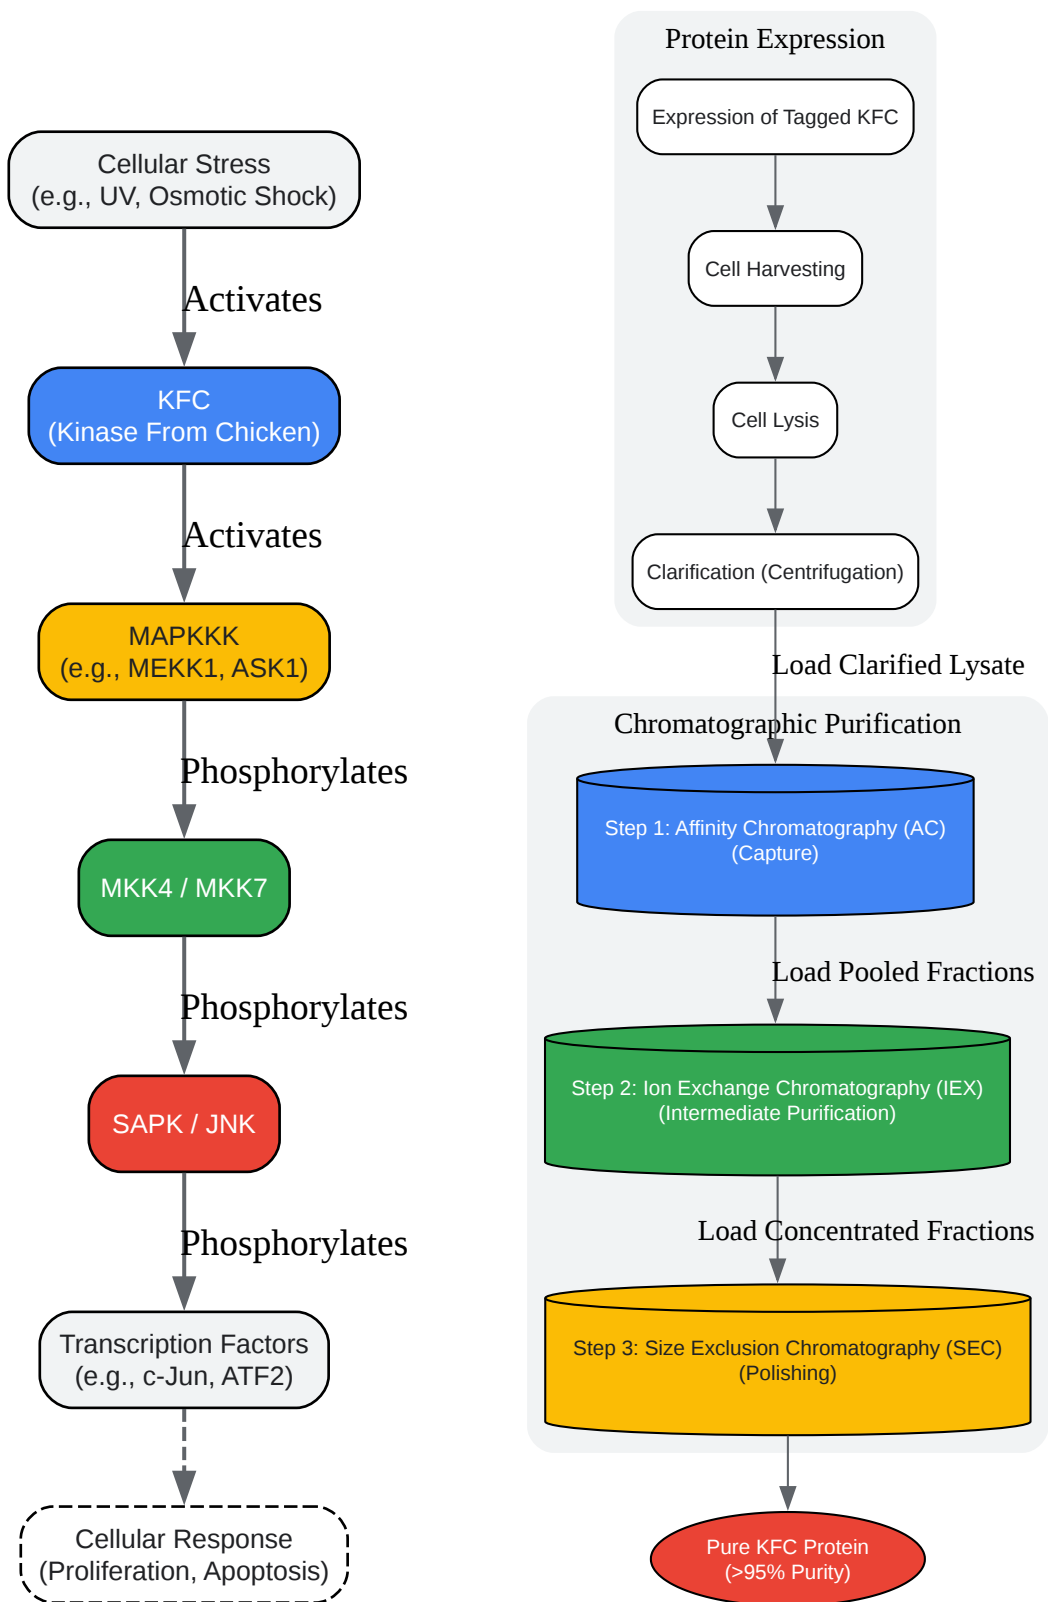 Cellular Stress
(e.g., UV, Osmotic Shock)
Activates
KFC
(Kinase From Chicken)
Activates
MAPKKK
(e.g., MEKK1, ASK1)
Phosphorylates
MKK4 / MKK7
Phosphorylates
SAPK / JNK
Phosphorylates
Transcription Factors
(e.g., c-Jun, ATF2)
Cellular Response
(Proliferation, Apoptosis)
Protein Expression
Expression of Tagged KFC
Cell Harvesting
Cell Lysis
Clarification (Centrifugation)
Load Clarified Lysate
Chromatographic Purification
Step 1: Affinity Chromatography (AC)
(Capture)
Load Pooled Fractions
Step 2: Ion Exchange Chromatography (IEX)
(Intermediate Purification)
Load Concentrated Fractions
Step 3: Size Exclusion Chromatography (SEC)
(Polishing)
Pure KFC Protein
(>95% Purity)